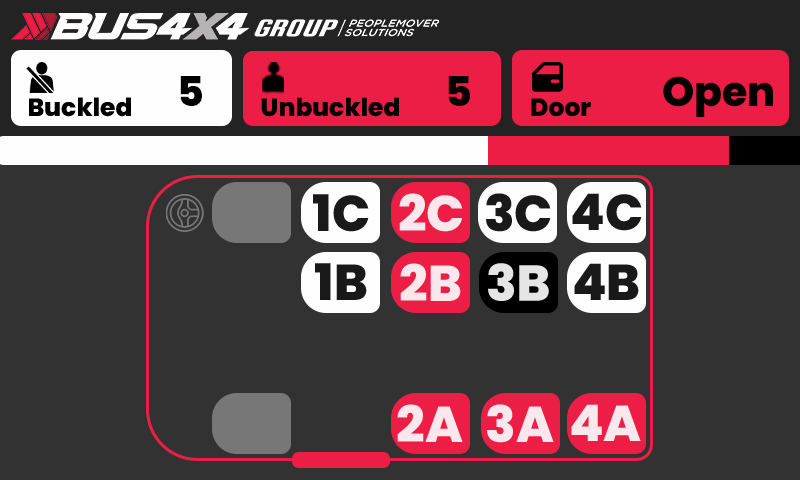 BUS4X4 GROUP PEOPLEMOVER
SOLUTIONS
Buckled 5
Unbuckled 5
Door Open
1C 2C 3C 4C
1B 2B 3B 4B
2A 3A 4A